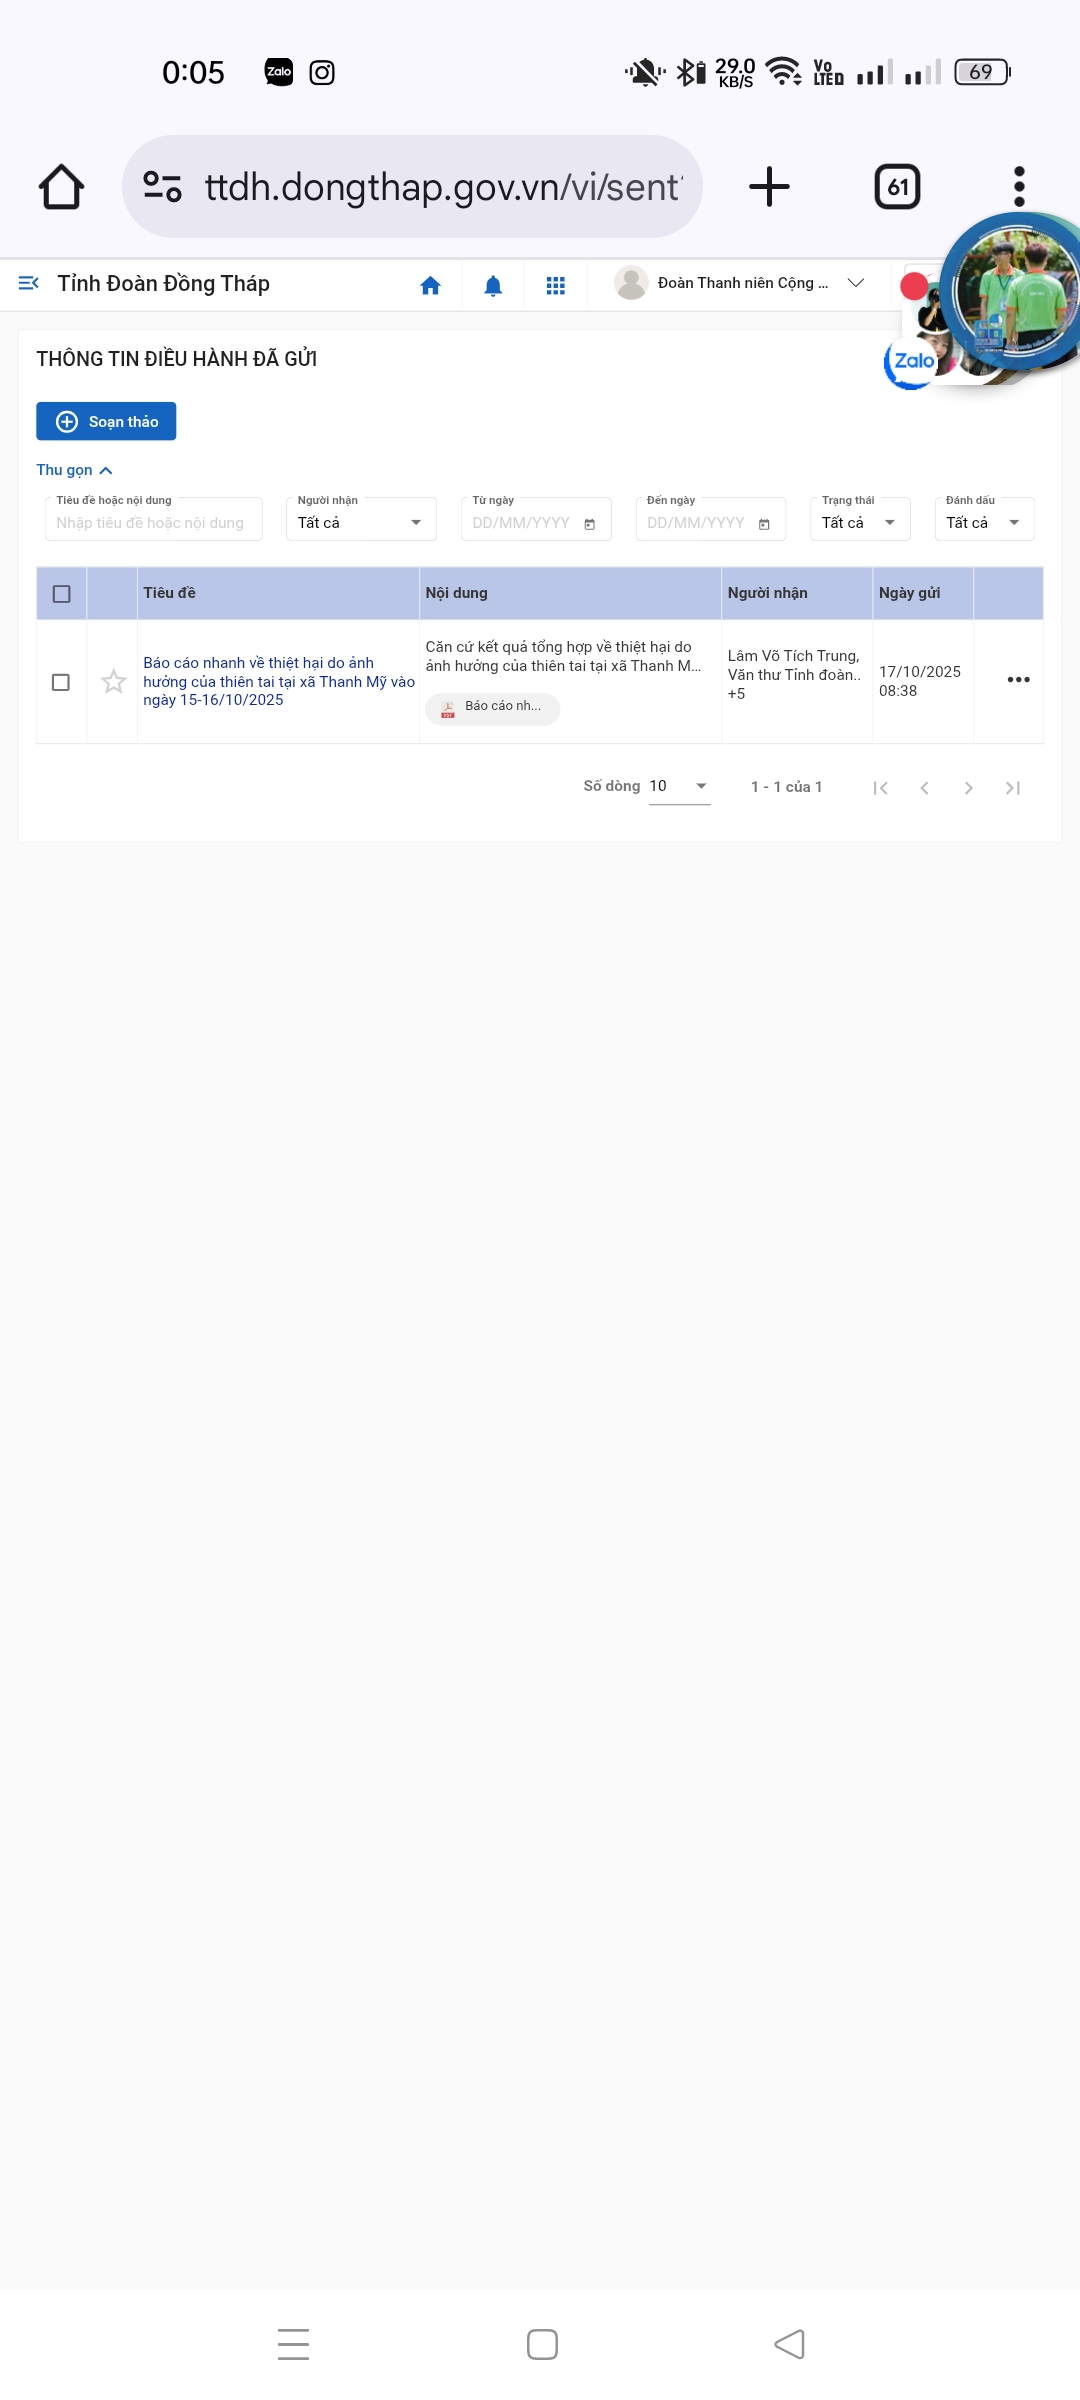 0:05
Zalo
29.0
KB/S
Vo
LTED
69
ttdh.dongthap.gov.vn/vi/sent
61
Tỉnh Đoàn Đồng Tháp
Đoàn Thanh niên Cộng ...
Zalo
THÔNG TIN ĐIỀU HÀNH ĐÃ GỬI
Soạn thảo
Thu gọn
Tiêu đề hoặc nội dung
Người nhận
Từ ngày
Đến ngày
Trạng thái
Đánh dấu
Nhập tiêu đề hoặc nội dung
Tất cả
DD/MM/YYYY
DD/MM/YYYY
Tất cả
Tất cả
Tiêu đề
Nội dung
Người nhận
Ngày gửi
Báo cáo nhanh về thiệt hại do ảnh
hưởng của thiên tai tại xã Thanh Mỹ vào
ngày 15-16/10/2025
Căn cứ kết quả tổng hợp về thiệt hại do
ảnh hưởng của thiên tai tại xã Thanh M...
Báo cáo nh...
Lâm Võ Tích Trung,
Văn thư Tỉnh đoàn..
+5
17/10/2025
08:38
Số dòng
10
1 - 1 của 1